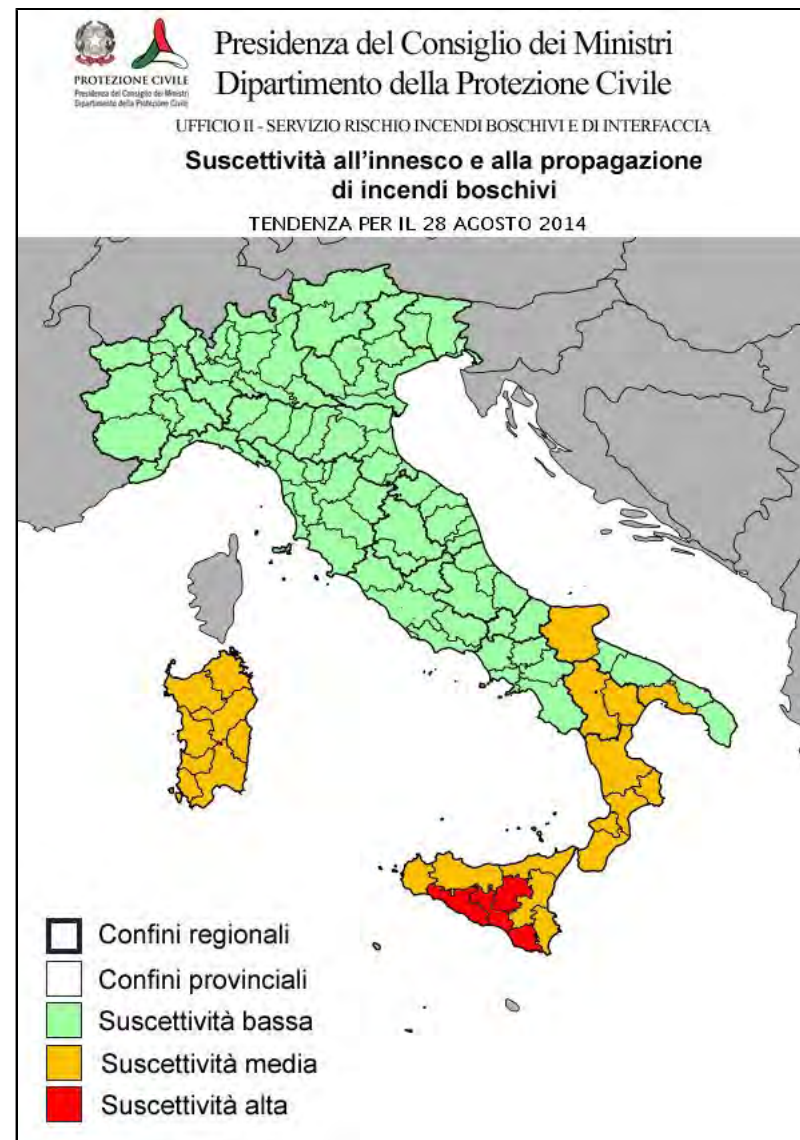 PROTEZIONE CIVILE
Presidenza del Consiglio dei Ministri
Dipartimento della Protezione Civile
Presidenza del Consiglio dei Ministri
Dipartimento della Protezione Civile
UFFICIO II - SERVIZIO RISCHIO INCENDI BOSCHIVI E DI INTERFACCIA
Suscettività all'innesco e alla propagazione
di incendi boschivi
TENDENZA PER IL 28 AGOSTO 2014
Confini regionali
Confini provinciali
Suscettività bassa
Suscettività media
Suscettività alta